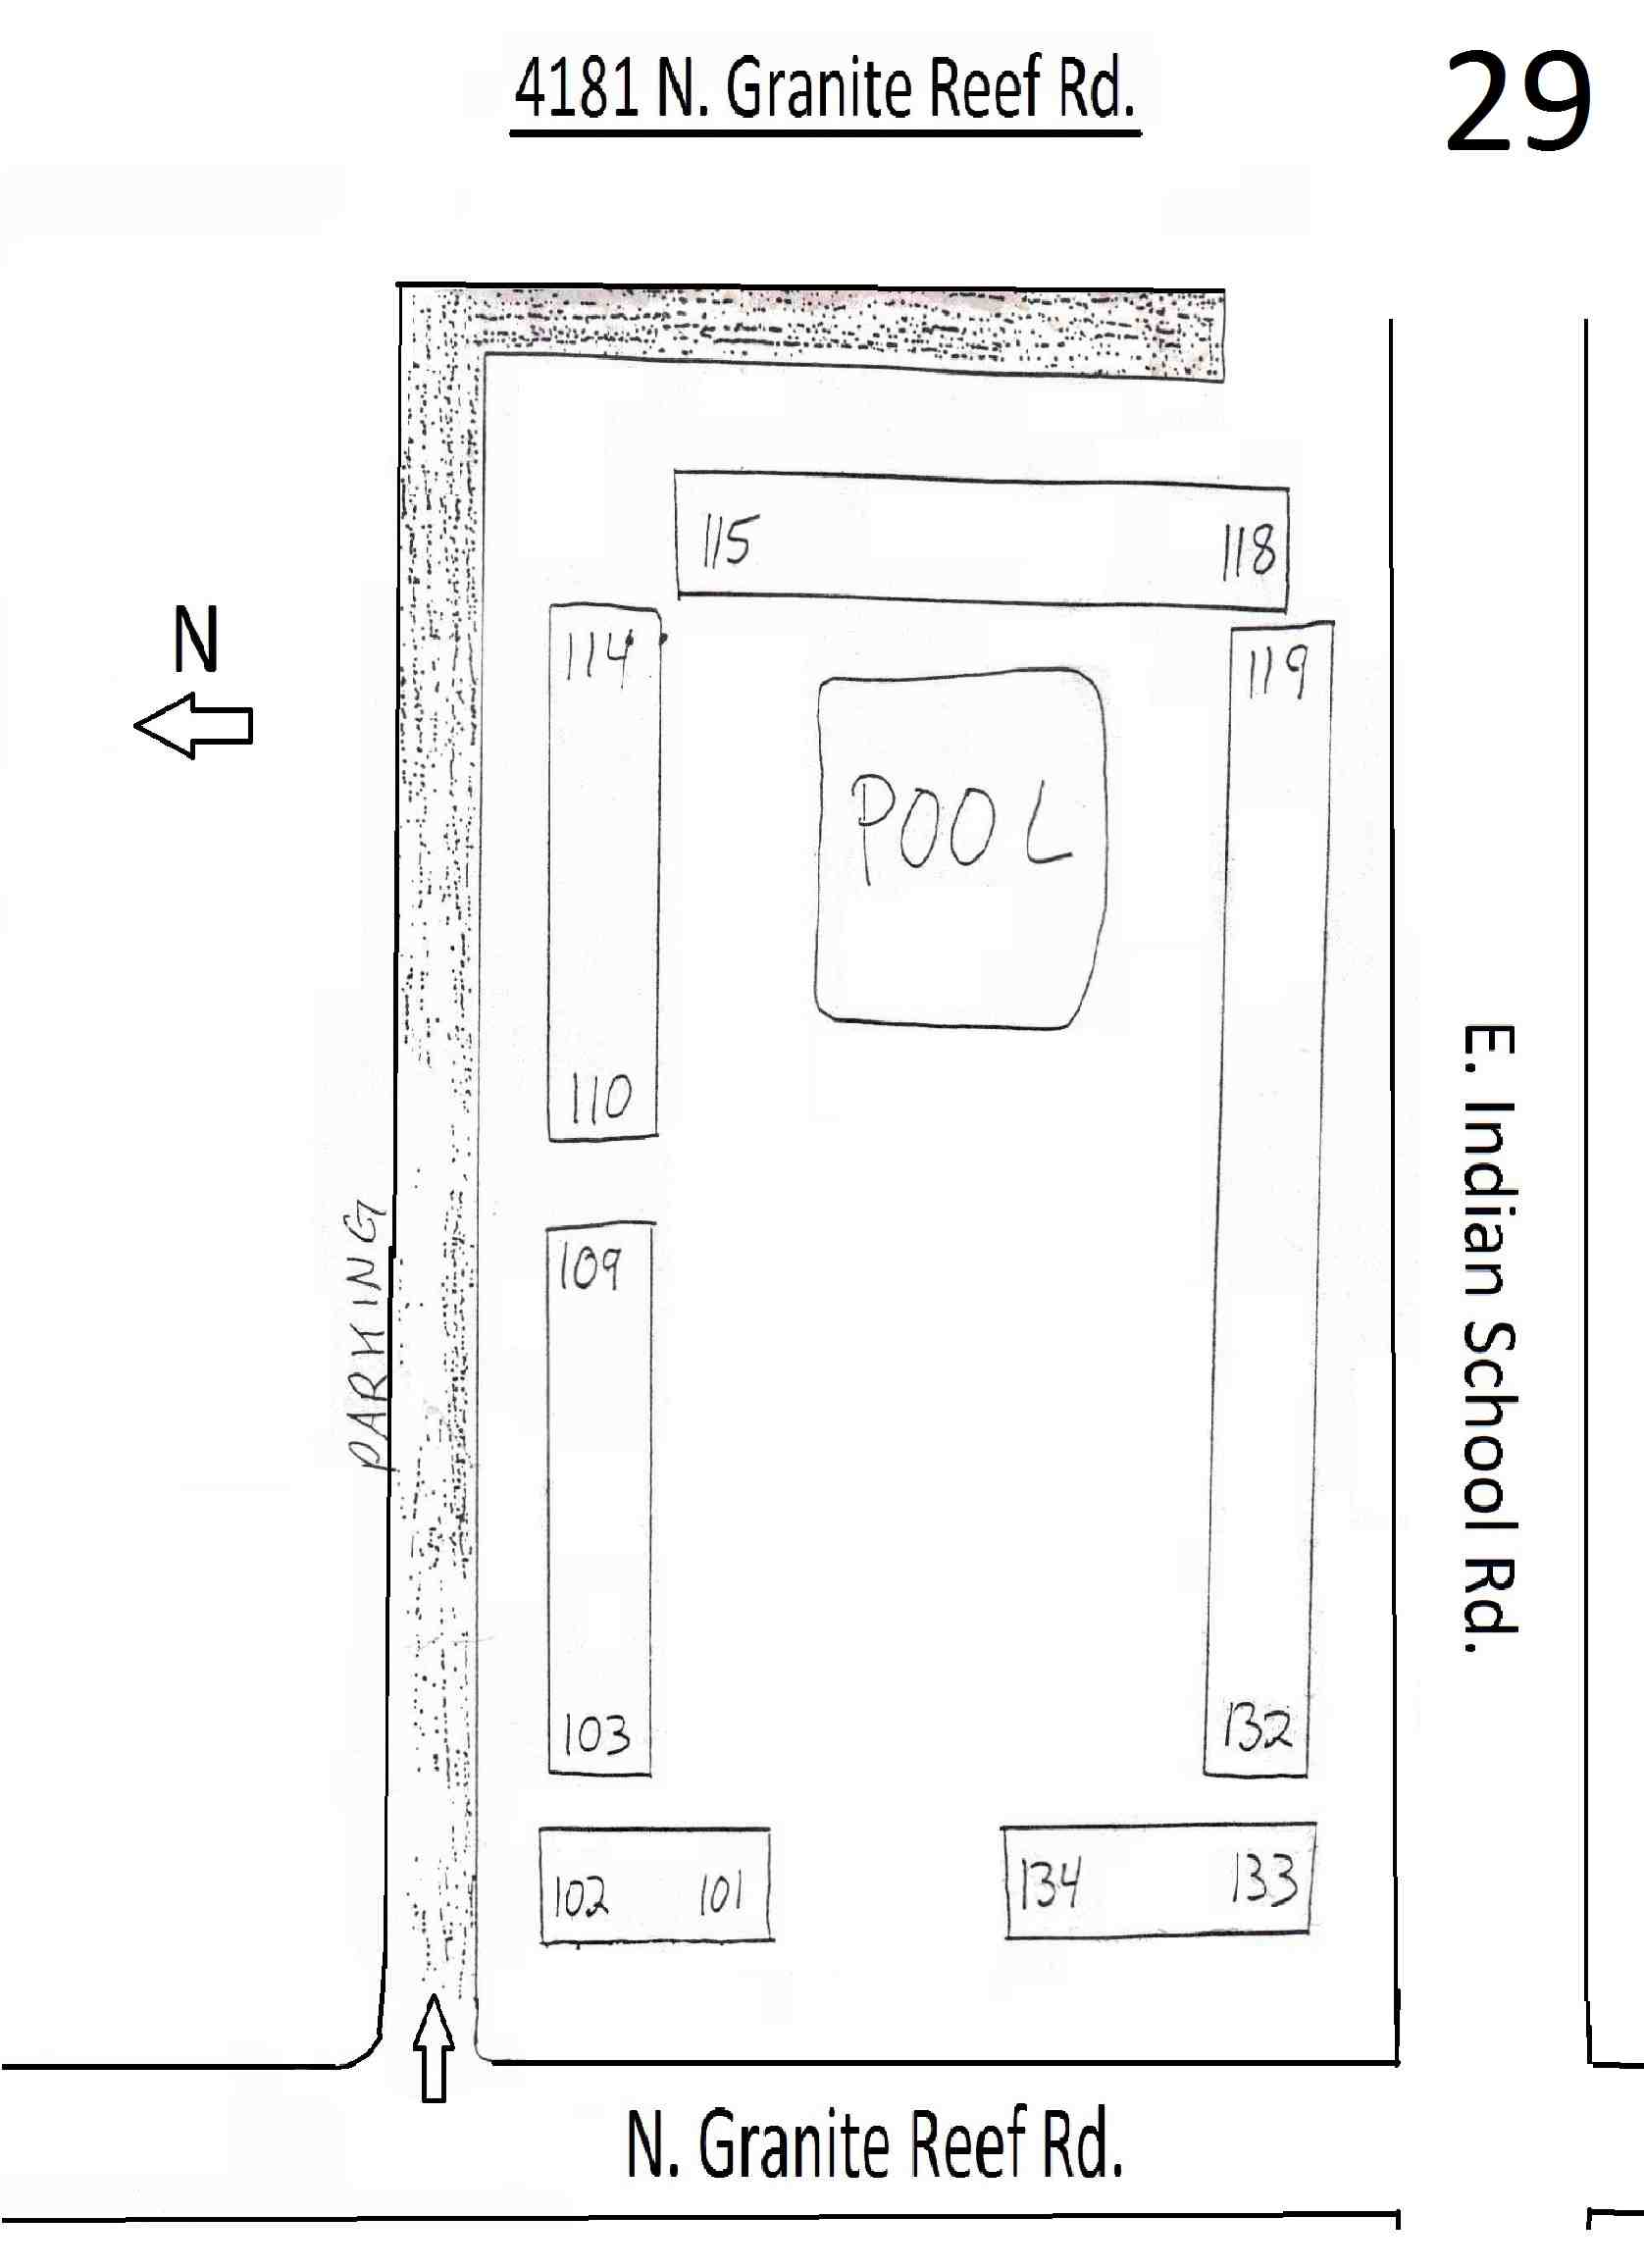 4181 N. Granite Reef Rd.
29
115 118
N
114
119
POOL
110
E. Indian School Rd.
PARKING
109
103
132
102 101
134 133
N. Granite Reef Rd.